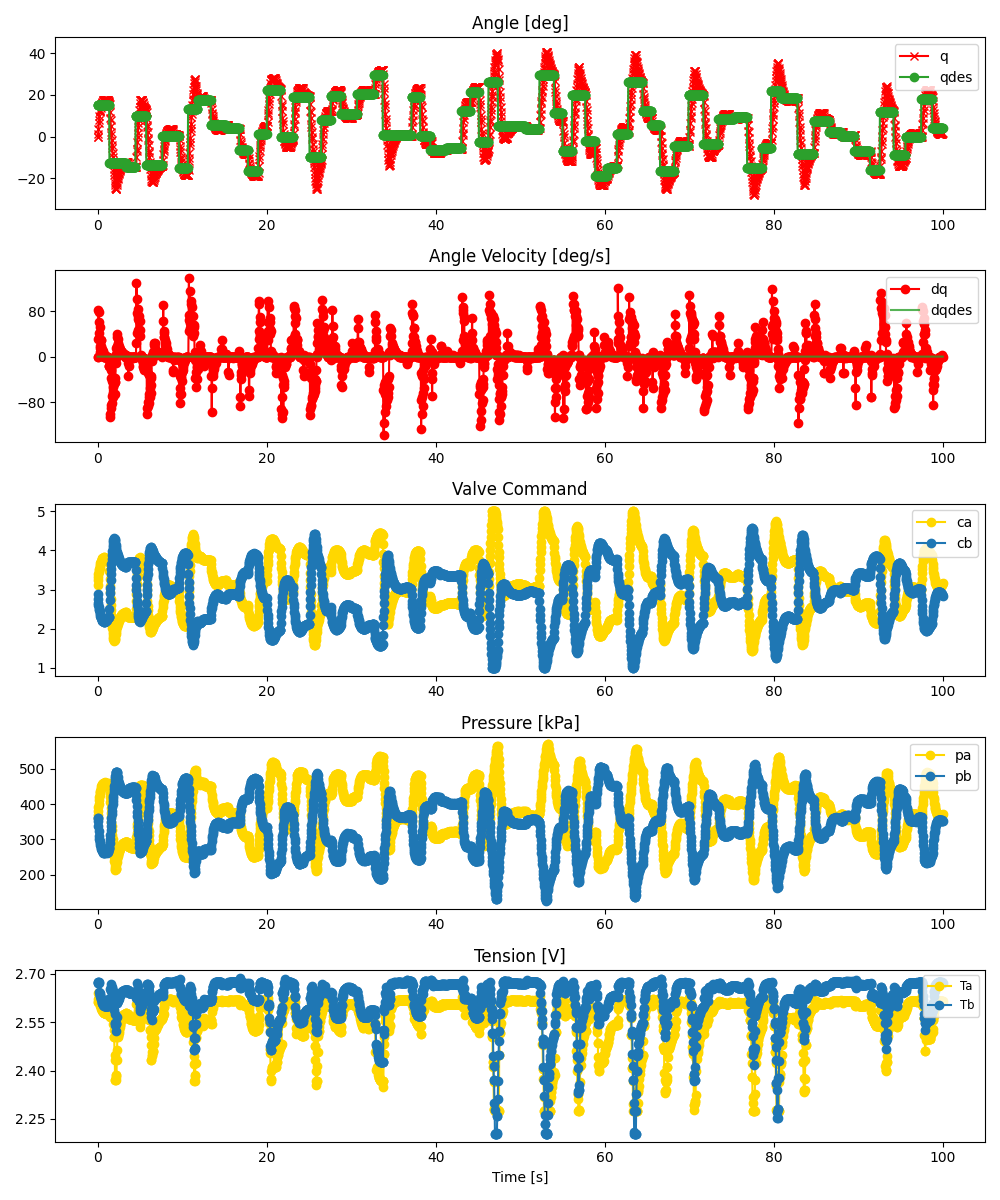 Angle [deg]
40
20
0
−20
q
qdes
0 20 40 60 80 100
Angle Velocity [deg/s]
80
0
−80
dq
dqdes
0 20 40 60 80 100
Valve Command
5
4
3
2
1
ca
cb
0 20 40 60 80 100
Pressure [kPa]
500
400
300
200
pa
pb
0 20 40 60 80 100
Tension [V]
2.70
2.55
2.40
2.25
Ta
Tb
0 20 40 60 80 100
Time [s]